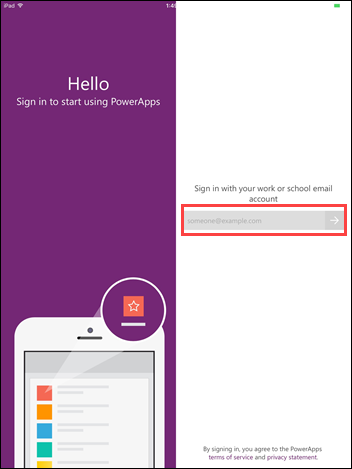 iPad
1:49
Hello
Sign in to start using PowerApps
Sign in with your work or school email
account
someone@example.com
By signing in, you agree to the PowerApps
terms of service and privacy statement.